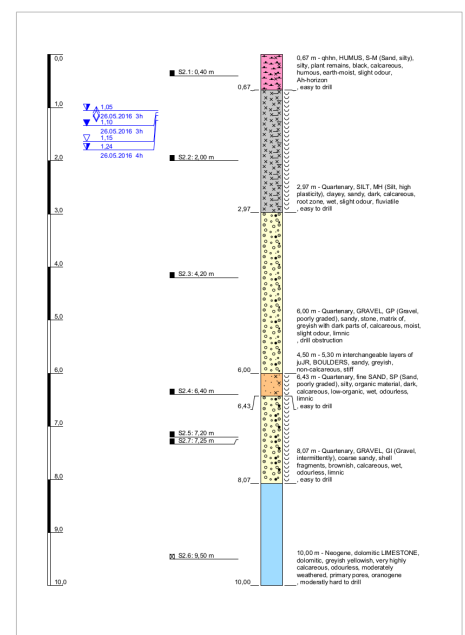 0,0
1,0
2,0
3,0
4,0
5,0
6,0
7,0
8,0
9,0
10,0
1,05
26.05.2016 3h
1,10
26.05.2016 3h
1,15
1,24
26.05.2016 4h
S2.1: 0,40 m
S2.2: 2,00 m
S2.3: 4,20 m
S2.4: 6,40 m
S2.5: 7,20 m
S2.7: 7,25 m
S2.6: 9,50 m
0,67
2,97
6,00
6,43
8,07
10,00
0,67 m - qhhn, HUMUS, S-M (Sand, silty),
silty, plant remains, black, calcareous,
humous, earth-moist, slight odour,
Ah-horizon
, easy to drill
2,97 m - Quartenary, SILT, MH (Silt, high
plasticity), clayey, sandy, dark, calcareous,
root zone, wet, slight odour, fluviatile
, easy to drill
6,00 m - Quartenary, GRAVEL, GP (Gravel,
poorly graded), sandy, stone, matrix of,
greyish with dark parts of, calcareous, moist,
slight odour, limnic
, drill obstruction
4,50 m - 5,30 m interchangeable layers of
juJR, BOULDERS, sandy, greyish,
non-calcareous, stiff
6,43 m - Quartenary, fine SAND, SP (Sand,
poorly graded), silty, organic material, dark,
calcareous, low-organic, wet, odourless,
limnic
, easy to drill
8,07 m - Quartenary, GRAVEL, GI (Gravel,
intermittently), coarse sandy, shell
fragments, brownish, calcareous, wet,
odourless, limnic
, easy to drill
10,00 m - Neogene, dolomitic LIMESTONE,
dolomitic, greyish yellowish, very highly
calcareous, odourless, moderately
weathered, primary pores, oranogene
, moderately hard to drill